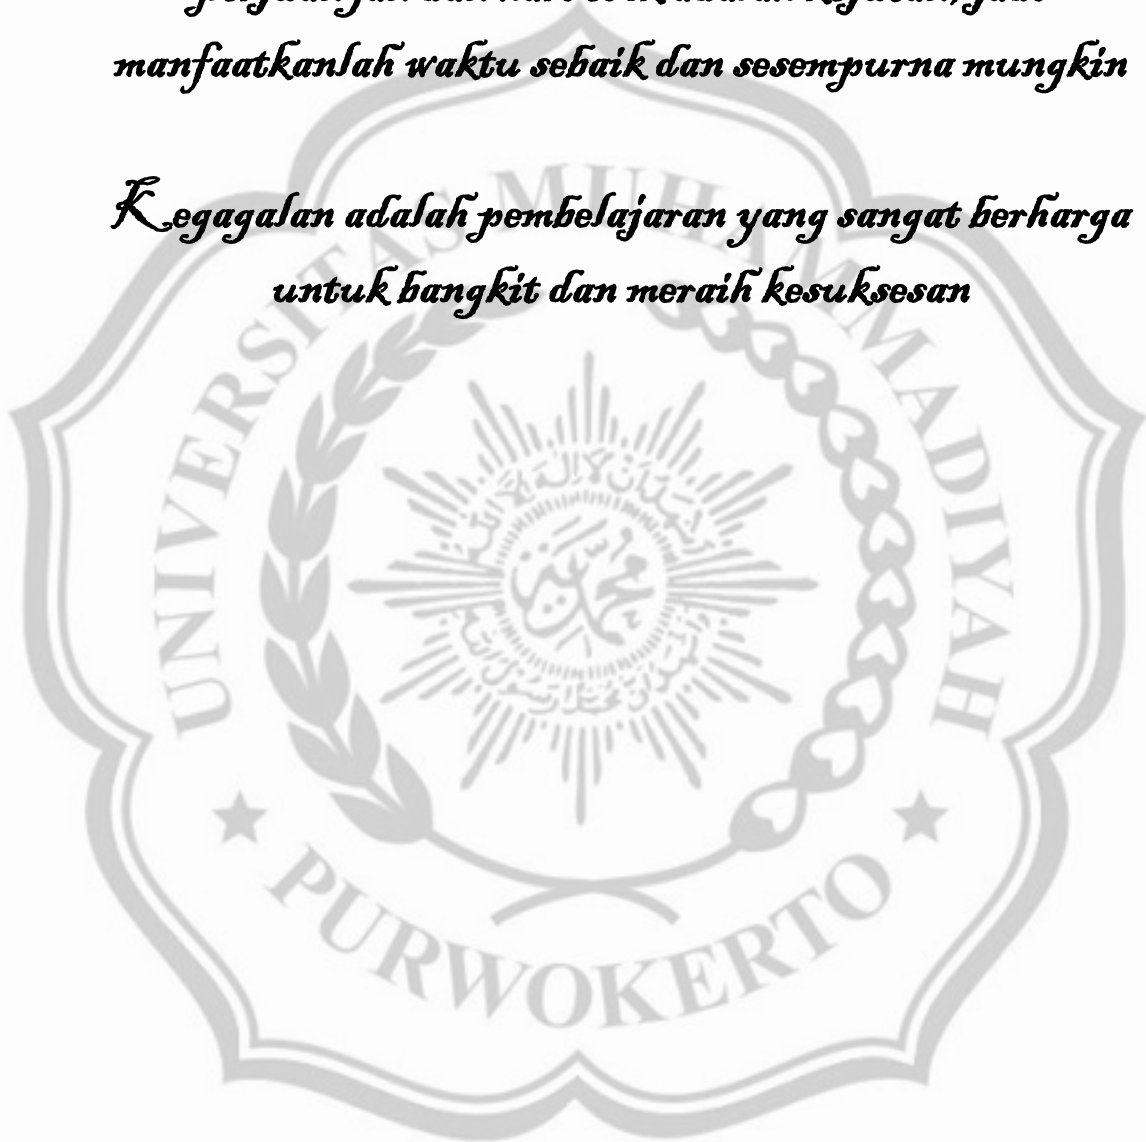 manfaatkanlah waktu sebaik dan sesempurna mungkin
Kegagalan adalah pembelajaran yang sangat berharga
untuk bangkit dan meraih kesuksesan
UNIVERSITAS MUHAMMADIYAH
PURWOKERTO